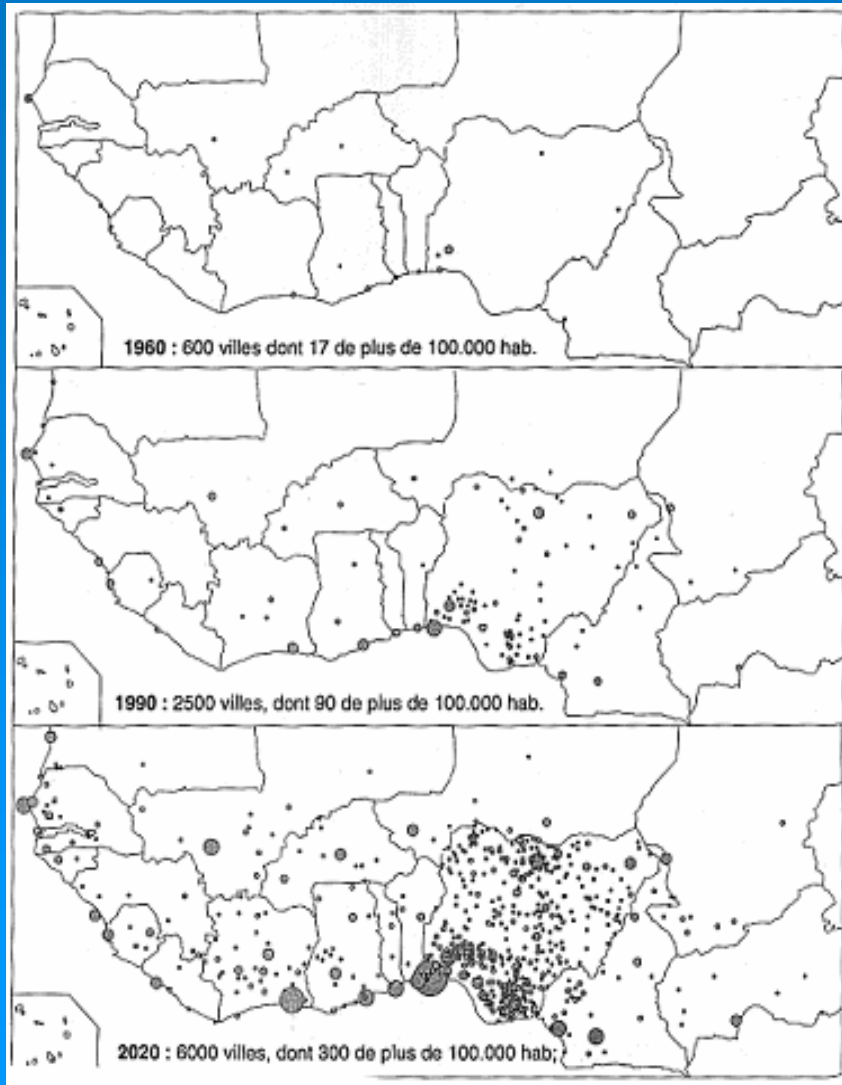 1960 : 600 villes dont 17 de plus de 100.000 hab.
1990 : 2500 villes, dont 90 de plus de 100.000 hab.
2020 : 6000 villes, dont 300 de plus de 100.000 hab;